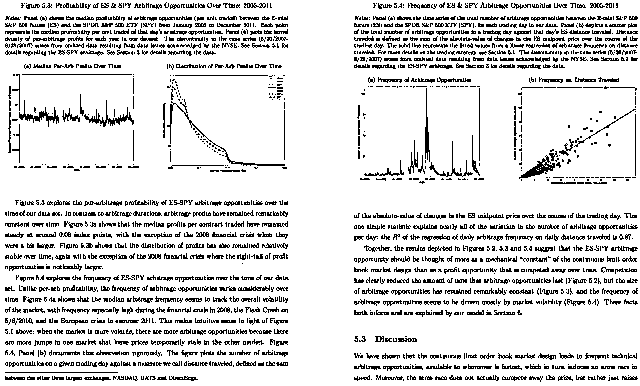 Figure 5.3: Profitability of ES & SPY Arbitrage Opportunities Over Time: 2005-2011
Notes: Panel (a) shows the median profitability of arbitrage opportunities (per unit traded) between the E-mini
S&P 500 future (ES) and the SPDR S&P 500 ETF (SPY) from January 2005 to December 2011. Each point
represents the median profitability per unit traded of that day's arbitrage opportunities. Panel (b) plots the kernel
density of per-arbitrage profits for each year in our dataset. The discontinuity in the time series (5/30/2007-
8/28/2007) arises from omitted data resulting from data issues acknowledged by the NYSE. See Section 5.1 for
details regarding the ES-SPY arbitrage. See Section 3 for details regarding the data.
(a) Median Per-Arb Profits Over Time
(b) Distribution of Per-Arb Profits Over Time
Figure 5.3 explores the per-arbitrage profitability of ES-SPY arbitrage opportunities over the
time of our data set. In contrast to arbitrage durations, arbitrage profits have remained remarkably
constant over time. Figure 5.3a shows that the median profits per contract traded have remained
steady at around 0.08 index points, with the exception of the 2008 financial crisis when they
were a bit larger. Figure 5.3b shows that the distribution of profits has also remained relatively
stable over time, again with the exception of the 2008 financial crisis where the right-tail of profit
opportunities is noticeably larger.
Figure 5.4 explores the frequency of ES-SPY arbitrage opportunities over the time of our data
set. Unlike per-arb profitability, the frequency of arbitrage opportunities varies considerably over
time. Figure 5.4a shows that the median arbitrage frequency seems to track the overall volatility
of the market, with frequency especially high during the financial crisis in 2008, the Flash Crash on
5/6/2010, and the European crisis in summer 2011. This makes intuitive sense in light of Figure
5.1 above: when the market is more volatile, there are more arbitrage opportunities because there
are more jumps in one market that leave prices temporarily stale in the other market. Figure
5.4, Panel (b) documents this observation rigorously. The figure plots the number of arbitrage
opportunities on a given trading day against a measure we call distance traveled, defined as the sum
between the other three largest exchanges, NASDAQ, BATS and DirectEdge.
Figure 5.4: Frequency of ES & SPY Arbitrage Opportunities Over Time: 2005-2011
Notes: Panel (a) shows the time series of the total number of arbitrage opportunities between the E-mini S&P 500
future (ES) and the SPDR S&P 500 ETF (SPY), for each trading day in our data. Panel (b) depicts a scatter plot
of the total number of arbitrage opportunities in a trading day against that day's ES distance traveled. Distance
traveled is defined as the sum of the absolute-value of changes in the ES midpoint price over the course of the
trading day. The solid line represents the fitted values from a linear regression of arbitrage frequency on distance
traveled. For more details on the trading strategy, see Section 5.1. The discontinuity in the time series (5/30/2007-
8/28/2007) arises from omitted data resulting from data issues acknowledged by the NYSE. See Section 5.1 for
details regarding the ES-SPY arbitrage. See Section 3 for details regarding the data.
(a) Frequency of Arbitrage Opportunities
(b) Frequency vs. Distance Traveled
of the absolute-value of changes in the ES midpoint price over the course of the trading day. This
one simple statistic explains nearly all of the variation in the number of arbitrage opportunities
per day: the R² of the regression of daily arbitrage frequency on daily distance traveled is 0.87.
Together, the results depicted in Figures 5.2, 5.3 and 5.4 suggest that the ES-SPY arbitrage
opportunity should be thought of more as a mechanical "constant" of the continuous limit order
book market design than as a profit opportunity that is competed away over time. Competition
has clearly reduced the amount of time that arbitrage opportunities last (Figure 5.2), but the size
of arbitrage opportunities has remained remarkably constant (Figure 5.3), and the frequency of
arbitrage opportunities seems to be driven mostly by market volatility (Figure 5.4). These facts
both inform and are explained by our model in Section 6.
5.3 Discussion
We have shown that the continuous limit order book market design leads to frequent technical
arbitrage opportunities, available to whomever is fastest, which in turn induces an arms race in
speed. Moreover, the arms race does not actually compete away the prize, but rather just raises